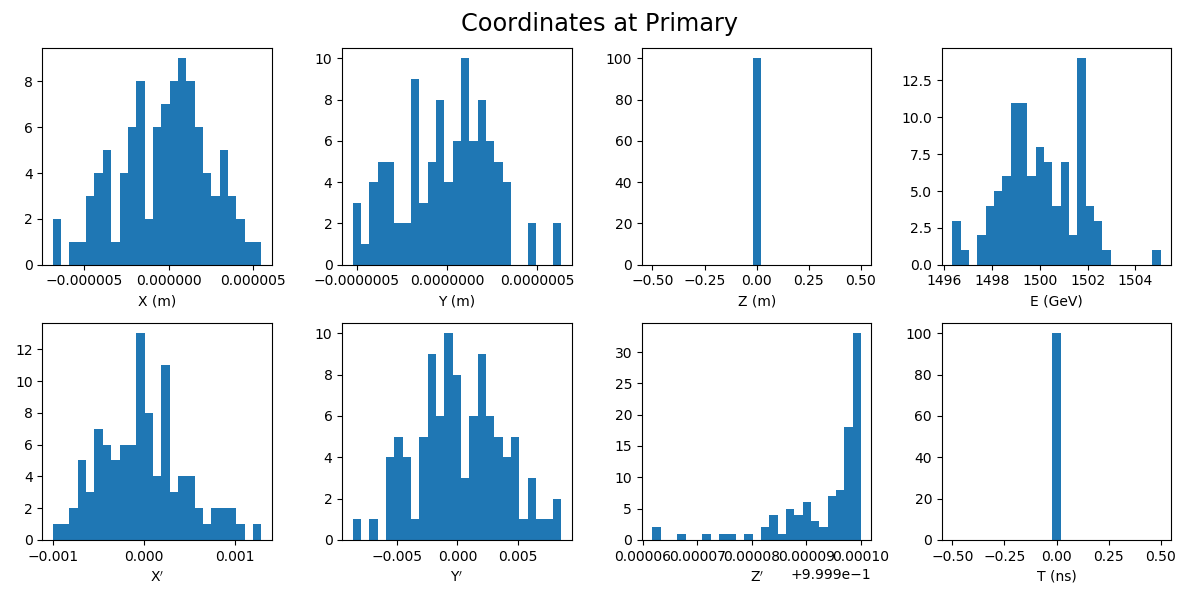 Coordinates at Primary
8
6
4
2
0
−0.000005 0.000000 0.000005
X (m)
10
8
6
4
2
0
−0.0000005 0.0000000 0.0000005
Y (m)
100
80
60
40
20
0
−0.50 −0.25 0.00 0.25 0.50
Z (m)
12.5
10.0
7.5
5.0
2.5
0.0
1496 1498 1500 1502 1504
E (GeV)
12
10
8
6
4
2
0
−0.001 0.000 0.001
X′
10
8
6
4
2
0
−0.005 0.000 0.005
Y′
30
25
20
15
10
5
0
0.00006 0.00007 0.00008 0.00009 0.00010
+9.999e−1
Z′
100
80
60
40
20
0
−0.50 −0.25 0.00 0.25 0.50
T (ns)